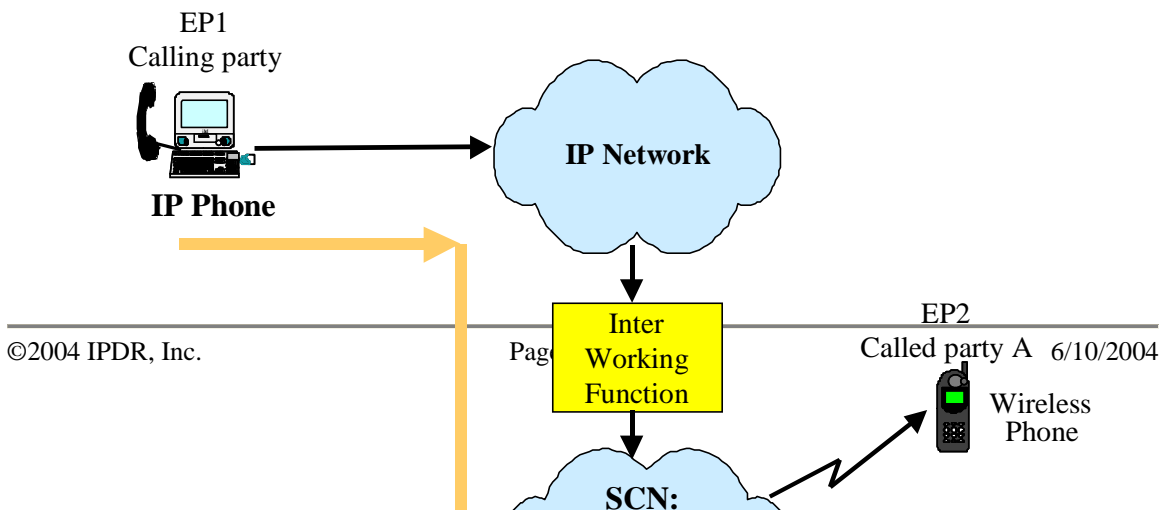 EP1
Calling party
IP Network
IP Phone
Inter
Working
Function
EP2
Called party A
©2004 IPDR, Inc.
6/10/2004
Wireless
Phone
SCN: